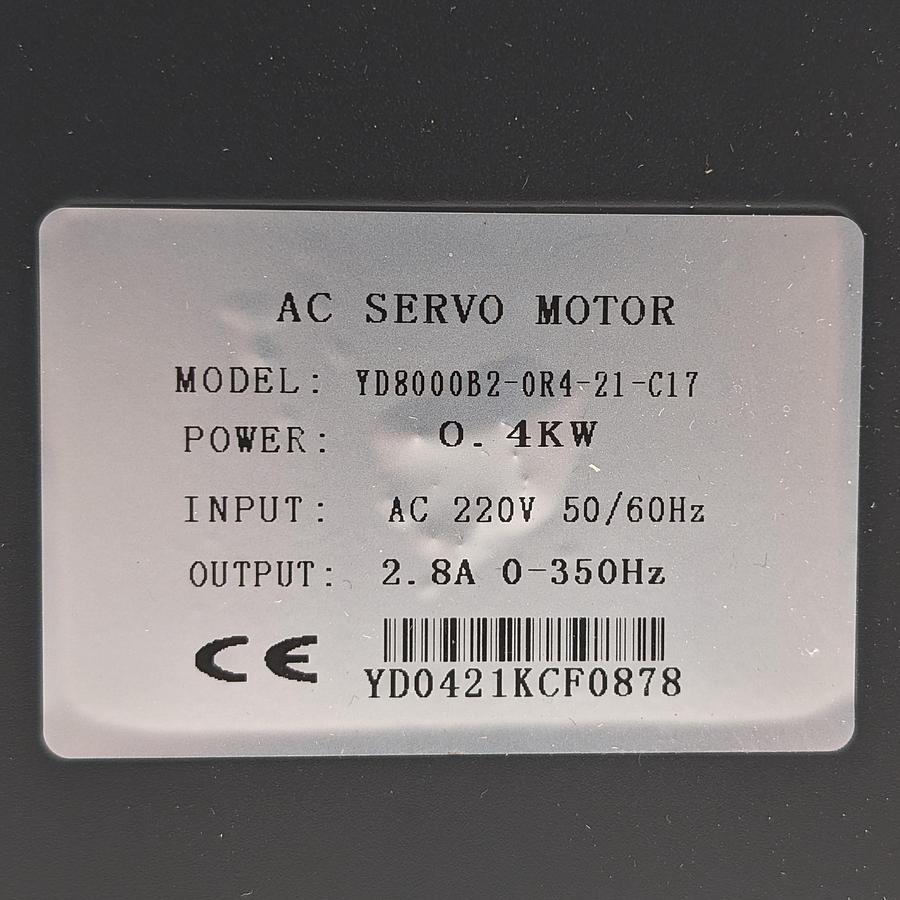 AC SERVO MOTOR
MODEL: YD8000B2-0R4-21-C17
POWER: 0.4KW
INPUT: AC 220V 50/60Hz
OUTPUT: 2.8A 0-350Hz
CE
YD0421KCF0878